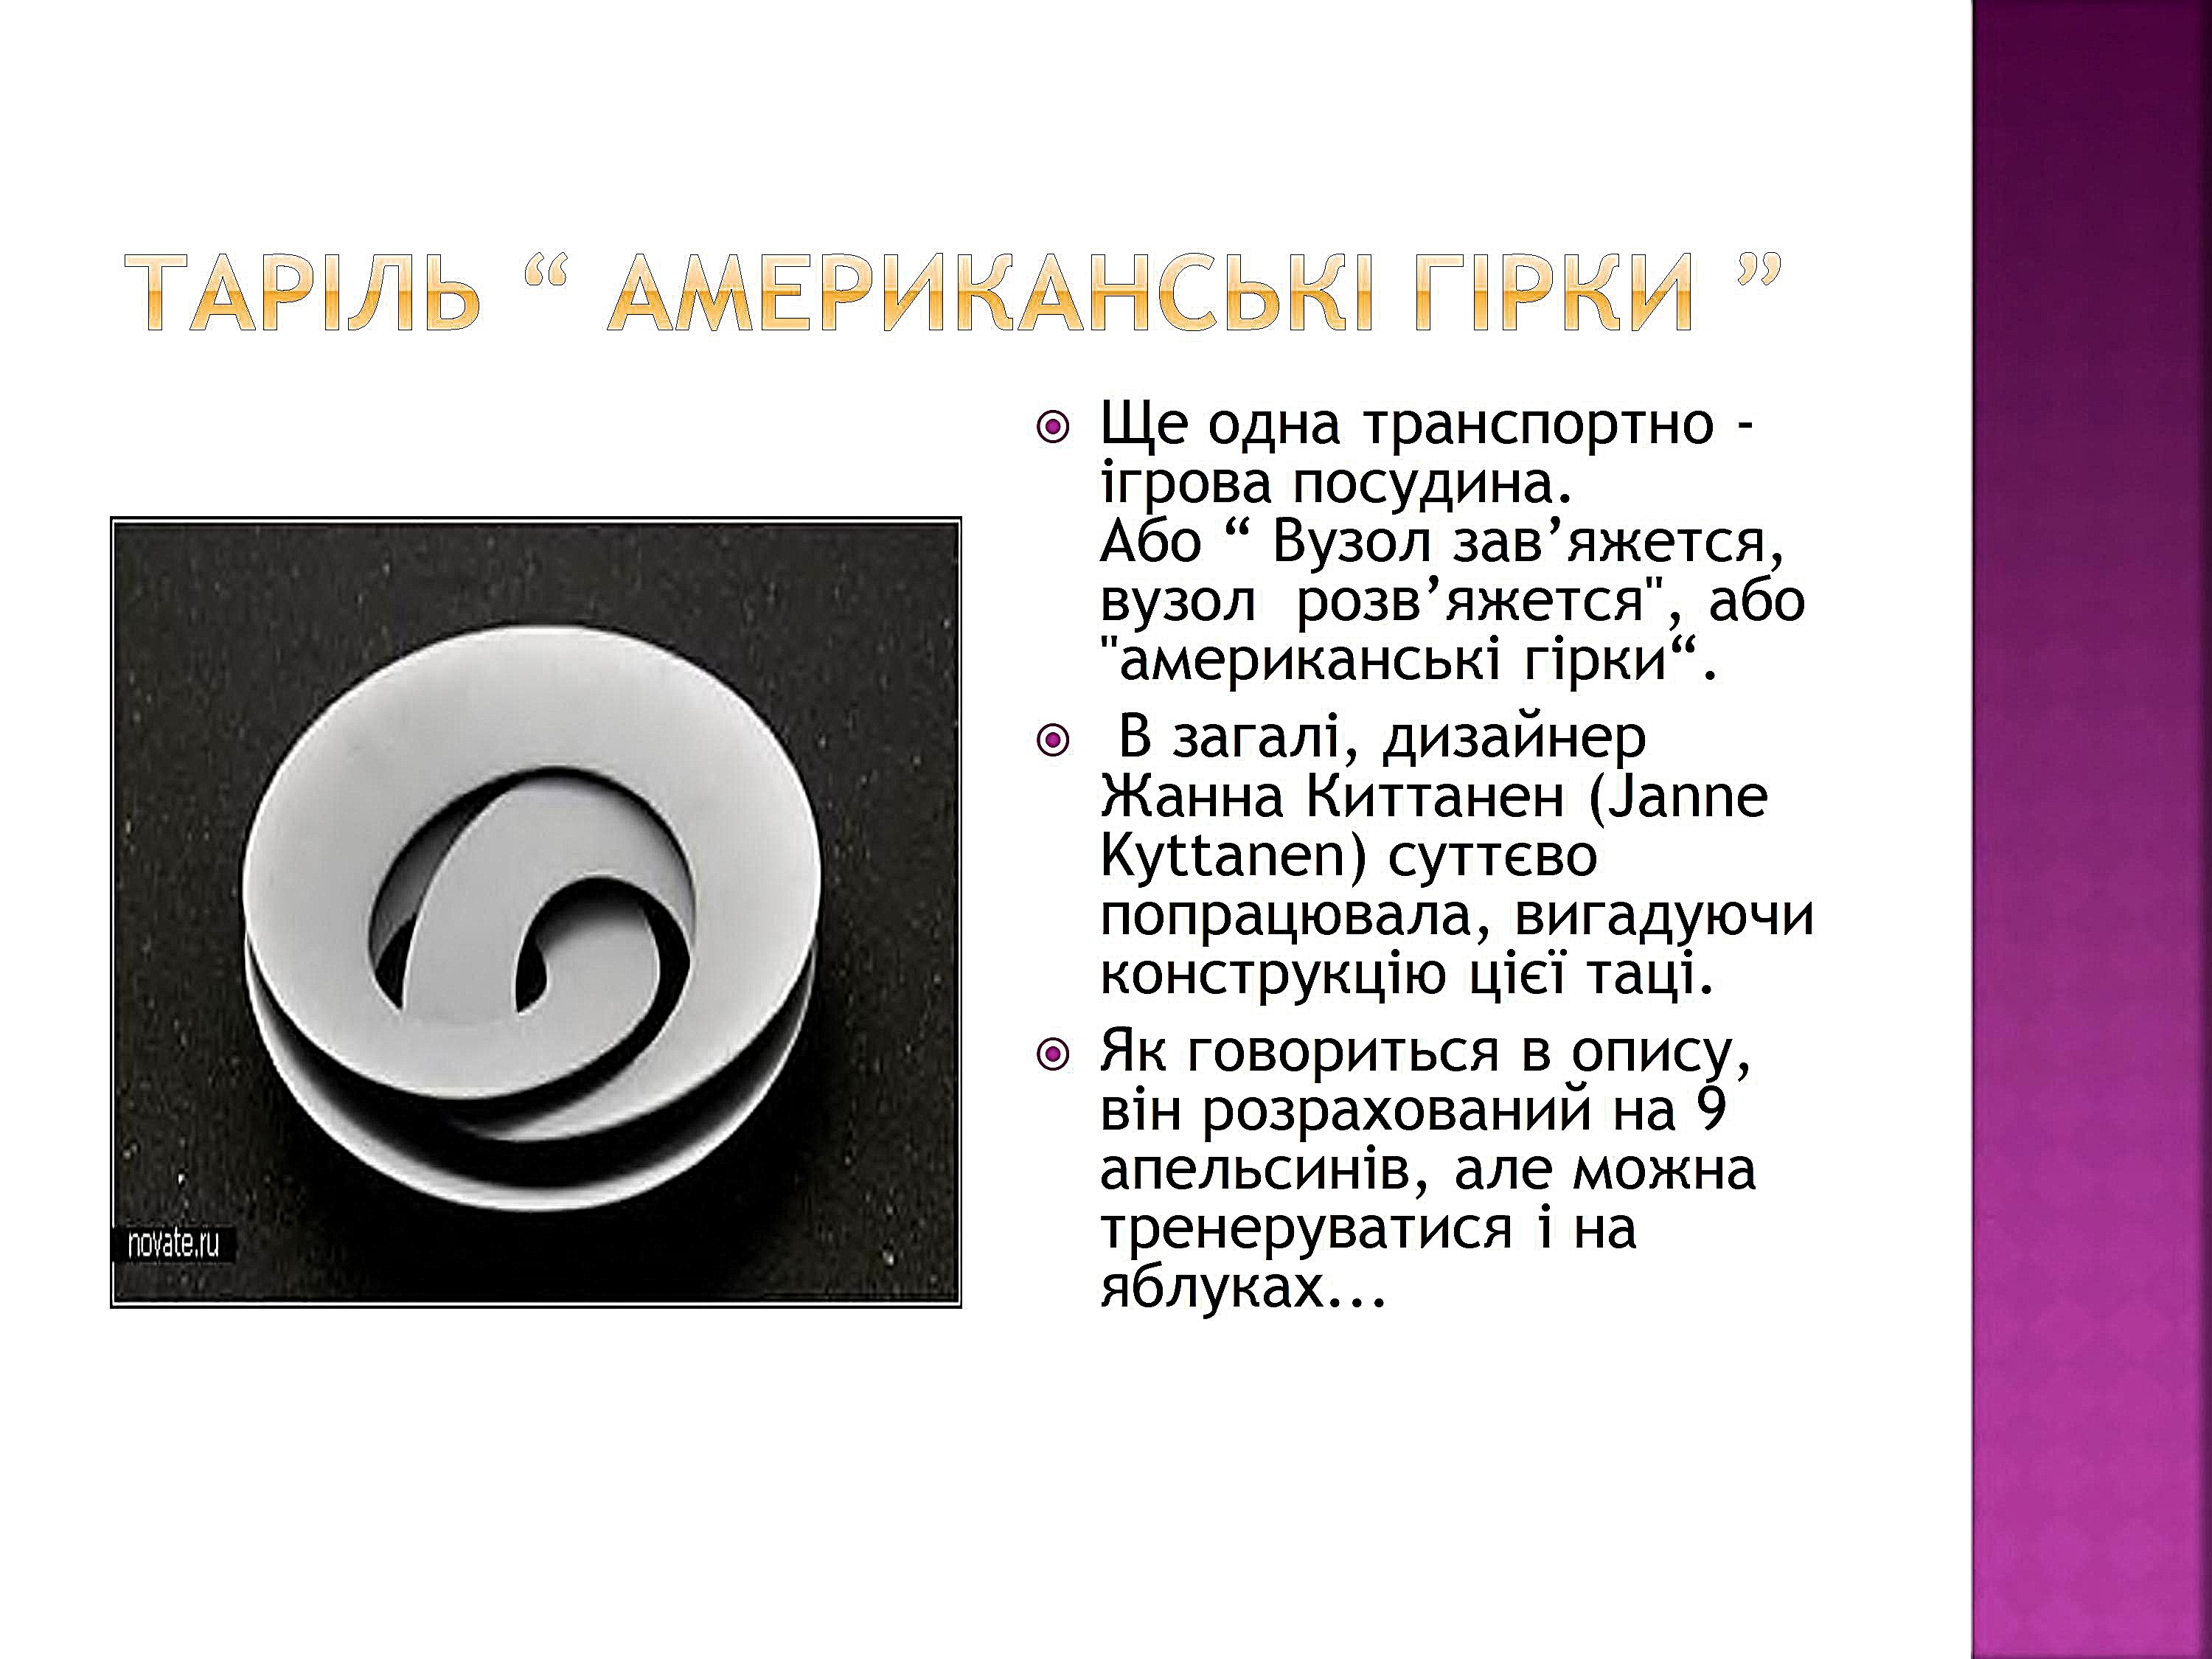 ТАРІЛЬ “ АМЕРИКАНСЬКІ ГІРКИ ”
Ще одна транспортно -
ігрова посудина.
Або “ Вузол зав’яжется,
вузол  розв’яжется", або
"американські гірки“.
В загалі, дизайнер
Жанна Киттанен (Janne
Kyttanen) суттєво
попрацювала, вигадуючи
конструкцію цієї таці.
Як говориться в опису,
він розрахований на 9
апельсинів, але можна
тренеруватися і на
яблуках...
novate.ru